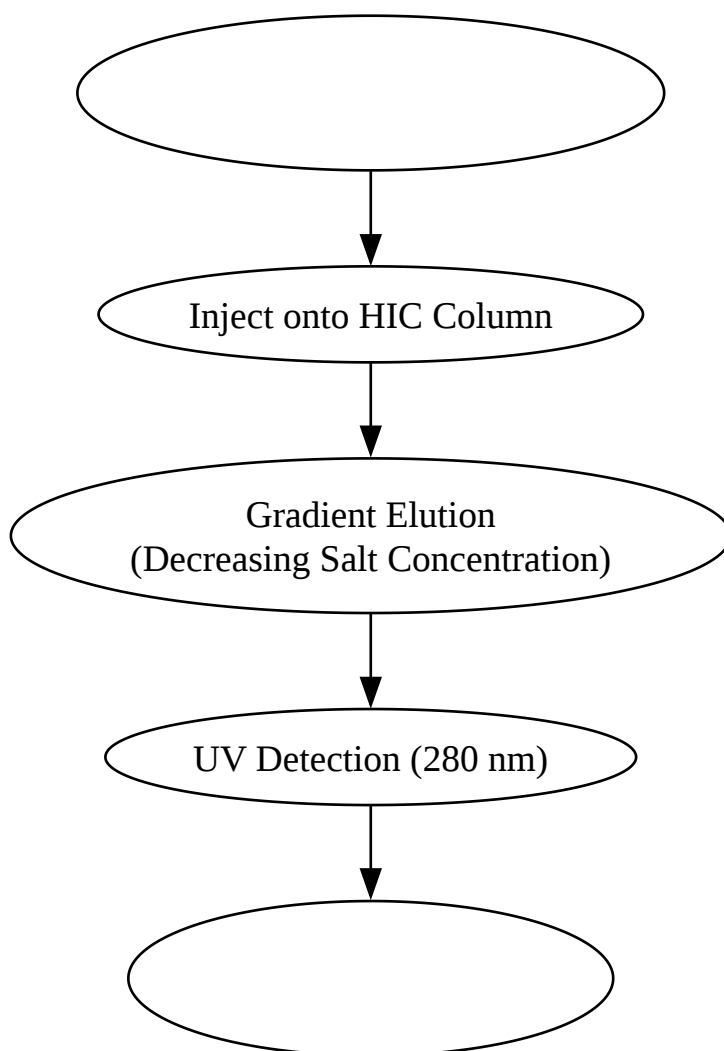 Inject onto HIC Column
Gradient Elution
(Decreasing Salt Concentration)
UV Detection (280 nm)